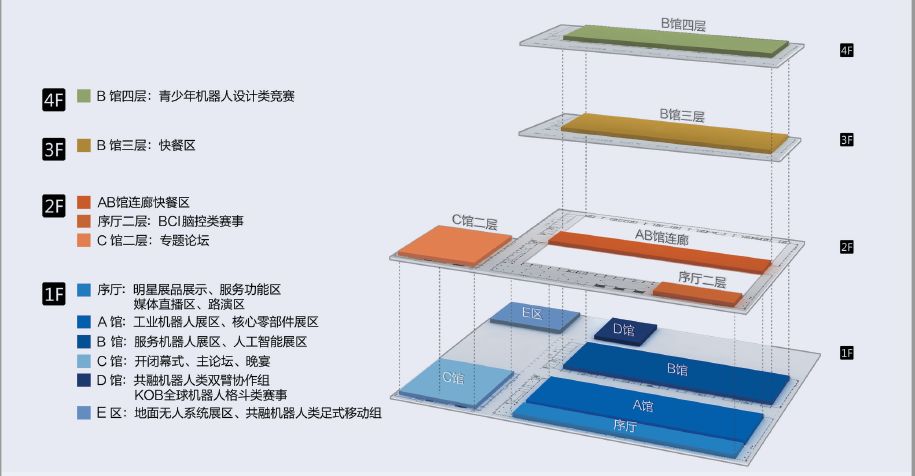 4F
B 馆四层：青少年机器人设计类竞赛
3F
B 馆三层：快餐区
2F
AB馆连廊快餐区
序厅二层：BCI脑控类赛事
C 馆二层：专题论坛
1F
序厅：明星展品展示、服务功能区
媒体直播区、路演区
A 馆：工业机器人展区、核心零部件展区
B 馆：服务机器人展区、人工智能展区
C 馆：开闭幕式、主论坛、晚宴
D 馆：共融机器人类双臂协作组
KOB全球机器人格斗类赛事
E 区：地面无人系统展区、共融机器人类足式移动组
B馆四层
4F
B馆三层
3F
C馆二层
AB馆连廊
2F
序厅二层
E区
D馆
1F
B馆
C馆
A馆
序厅